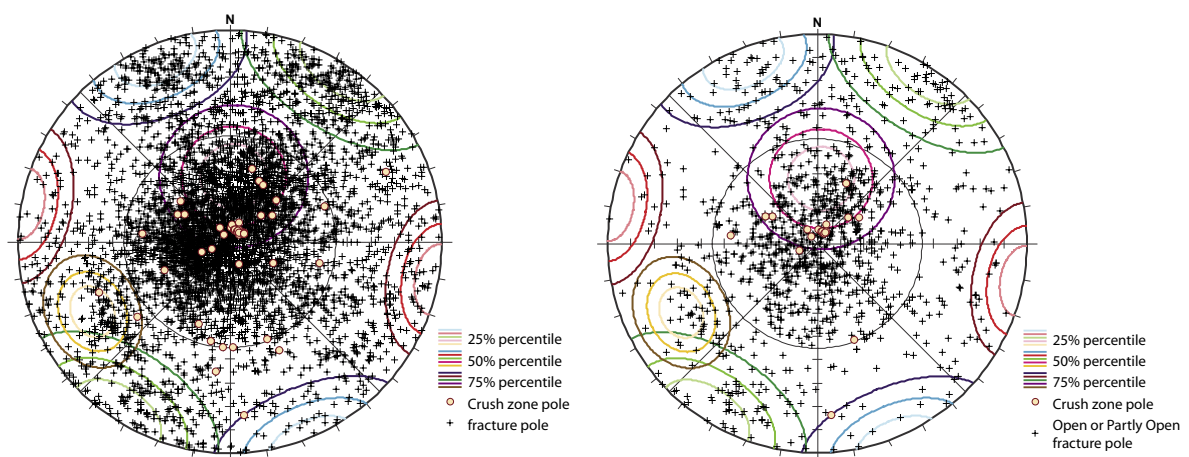 N
25% percentile
50% percentile
75% percentile
Crush zone pole
fracture pole
N
25% percentile
50% percentile
75% percentile
Crush zone pole
Open or Partly Open
fracture pole